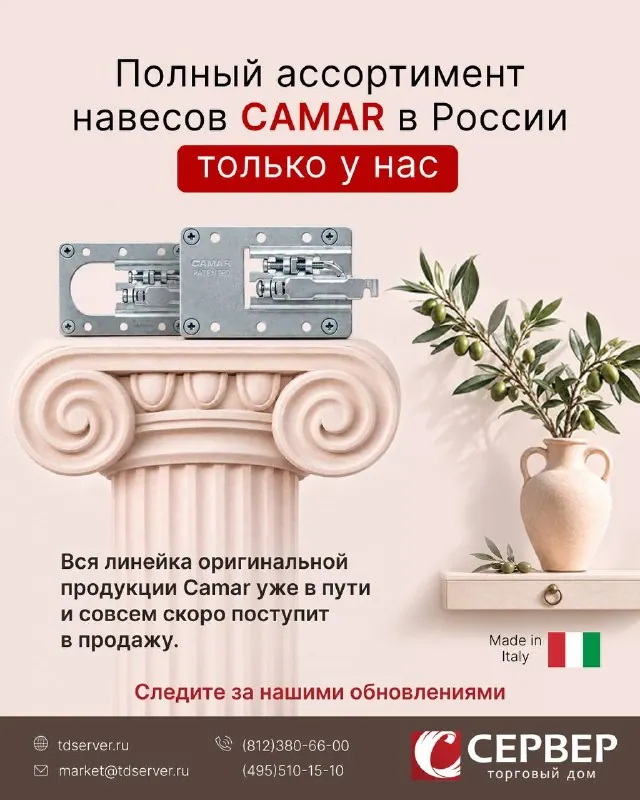 Полный ассортимент
навесов CAMAR в России
только у нас
CAMAR
PATENTED
Вся линейка оригинальной
продукции Camar уже в пути
и совсем скоро поступит
в продажу.
Made in
Italy
Следите за нашими обновлениями
tdserver.ru
market@tdserver.ru
(812)380-66-00
(495)510-15-10
СЕРВЕР
торговый дом